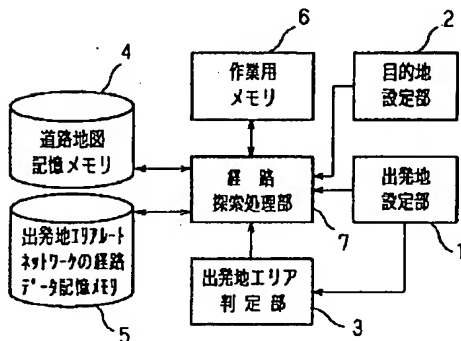 6
作業用
メモリ
2
目的地
設定部
4
道路地図
記憶メモリ
経路
探索処理部
7
出発地
設定部
1
出発地エリアルート
ネットワークの経路
データ記憶メモリ
5
出発地エリア
判定部
3